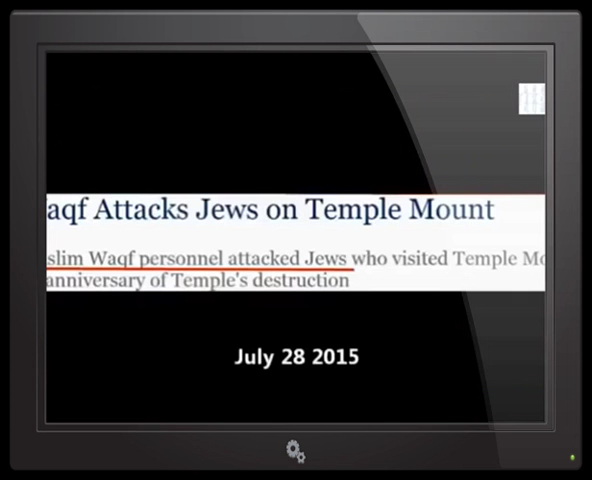 aqf Attacks Jews on Temple Mount
slim Waqf personnel attacked Jews who visited Temple Mo
anniversary of Temple's destruction
July 28 2015